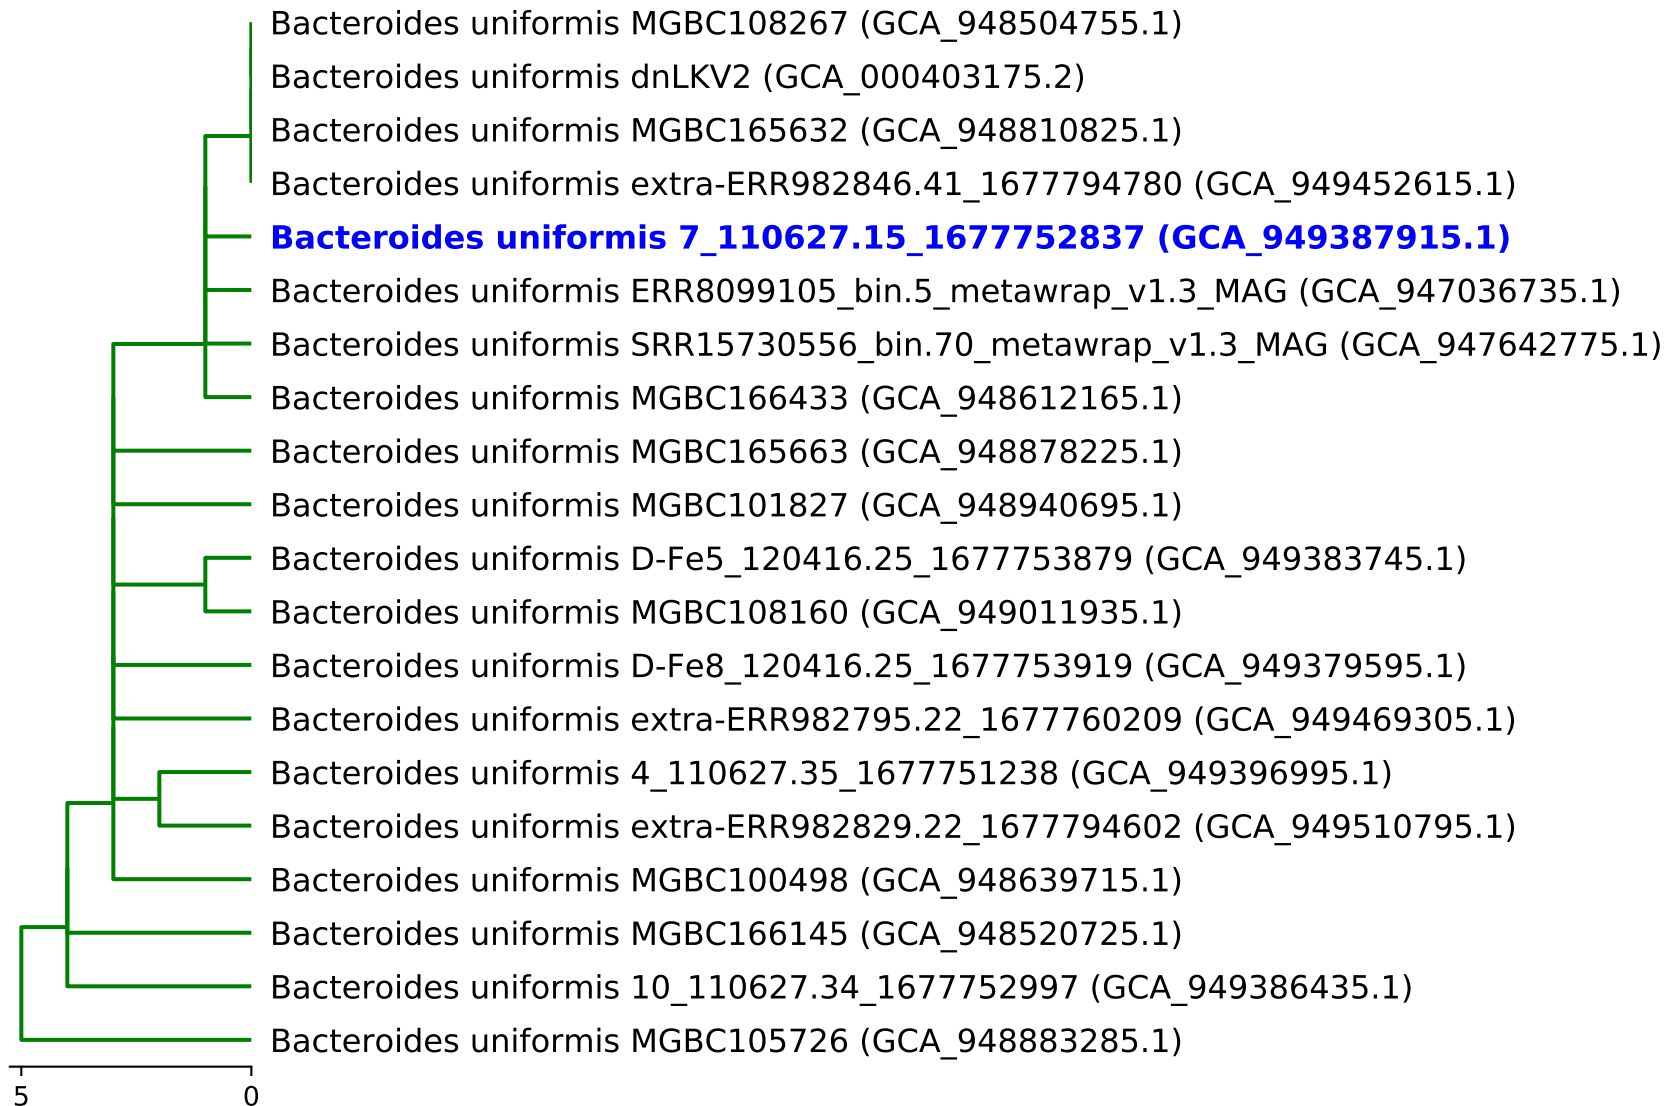 Bacteroides uniformis MGBC108267 (GCA_948504755.1)
Bacteroides uniformis dnLKV2 (GCA_000403175.2)
Bacteroides uniformis MGBC165632 (GCA_948810825.1)
Bacteroides uniformis extra-ERR982846.41_1677794780 (GCA_949452615.1)
Bacteroides uniformis 7_110627.15_1677752837 (GCA_949387915.1)
Bacteroides uniformis ERR8099105_bin.5_metawrap_v1.3_MAG (GCA_947036735.1)
Bacteroides uniformis SRR15730556_bin.70_metawrap_v1.3_MAG (GCA_947642775.1)
Bacteroides uniformis MGBC166433 (GCA_948612165.1)
Bacteroides uniformis MGBC165663 (GCA_948878225.1)
Bacteroides uniformis MGBC101827 (GCA_948940695.1)
Bacteroides uniformis D-Fe5_120416.25_1677753879 (GCA_949383745.1)
Bacteroides uniformis MGBC108160 (GCA_949011935.1)
Bacteroides uniformis D-Fe8_120416.25_1677753919 (GCA_949379595.1)
Bacteroides uniformis extra-ERR982795.22_1677760209 (GCA_949469305.1)
Bacteroides uniformis 4_110627.35_1677751238 (GCA_949396995.1)
Bacteroides uniformis extra-ERR982829.22_1677794602 (GCA_949510795.1)
Bacteroides uniformis MGBC100498 (GCA_948639715.1)
Bacteroides uniformis MGBC166145 (GCA_948520725.1)
Bacteroides uniformis 10_110627.34_1677752997 (GCA_949386435.1)
Bacteroides uniformis MGBC105726 (GCA_948883285.1)
5 0